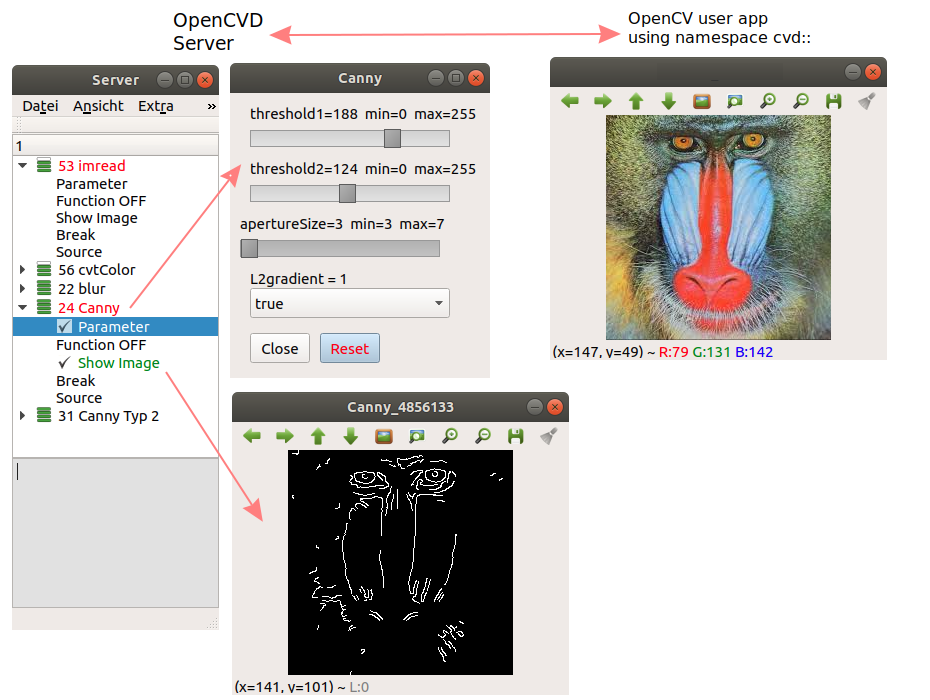 OpenCVD
Server
OpenCV user app
using namespace cvd::
Server
Datei Ansicht Extra »
1
53 imread
Parameter
Function OFF
Show Image
Break
Source
56 cvtColor
22 blur
24 Canny
Parameter
Function OFF
Show Image
Break
Source
31 Canny Typ 2
Canny
threshold1=188 min=0 max=255
threshold2=124 min=0 max=255
apertureSize=3 min=3 max=7
L2gradient = 1
true
Close Reset
(x=147, y=49) ~ R:79 G:131 B:142
Canny_4856133
(x=141, y=101) ~ L:0